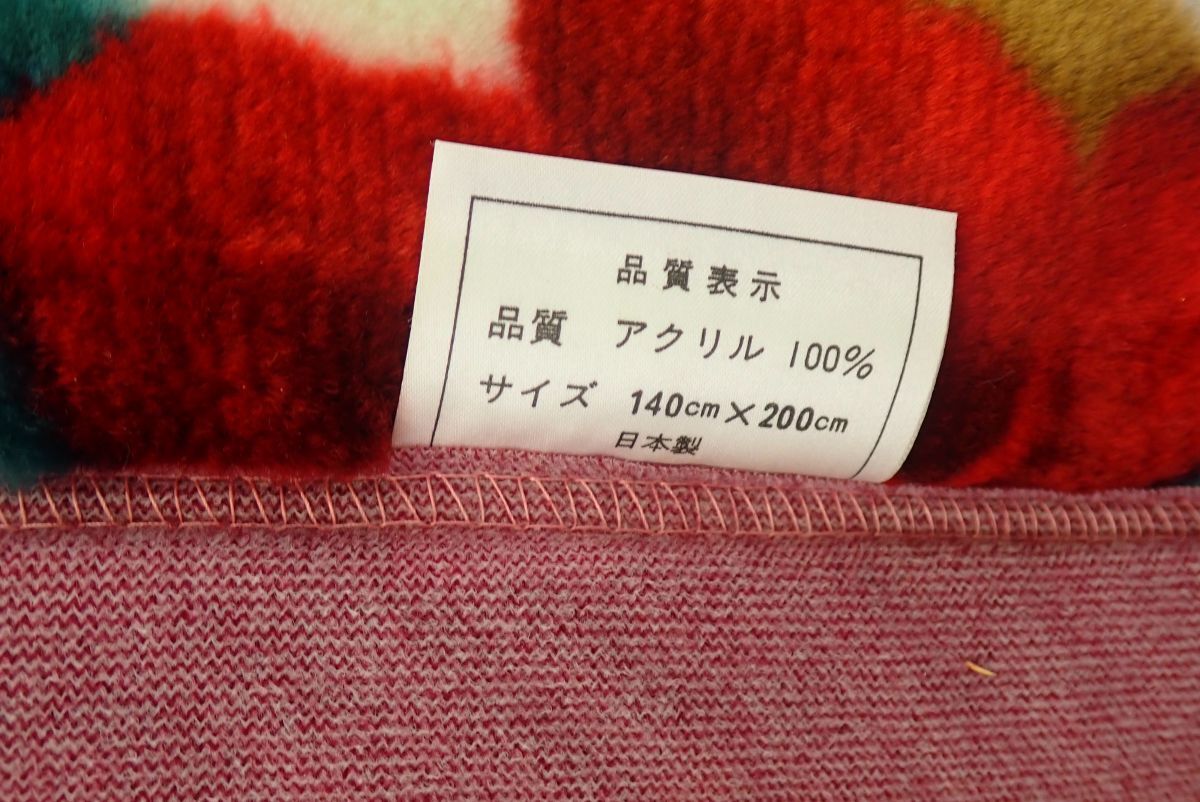 品質表示
品質 アクリル 100%
サイズ 140cm×200cm
日本製